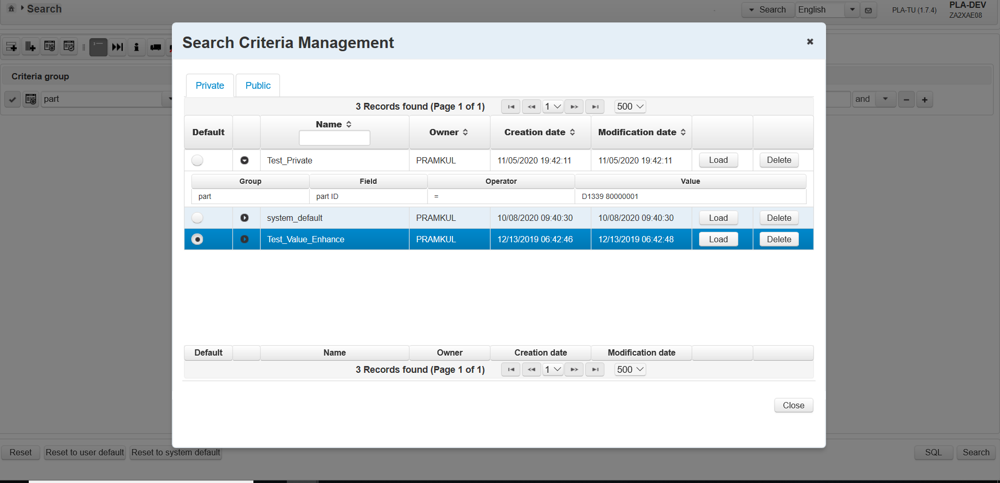 Search
Search English PLA-TU (1.7.4) PLA-DEV
ZA2XAE08
Search Criteria Management
Criteria group
part and
Private Public
3 Records found (Page 1 of 1) 1 500
Default Name Owner Creation date Modification date
Test_Private PRAMKUL 11/05/2020 19:42:11 11/05/2020 19:42:11 Load Delete
Group Field Operator Value
part part ID = D1339 80000001
system_default PRAMKUL 10/08/2020 09:40:30 10/08/2020 09:40:30 Load Delete
Test_Value_Enhance PRAMKUL 12/13/2019 06:42:46 12/13/2019 06:42:48 Load Delete
Default Name Owner Creation date Modification date
3 Records found (Page 1 of 1) 1 500
Close
Reset Reset to user default Reset to system default SQL Search